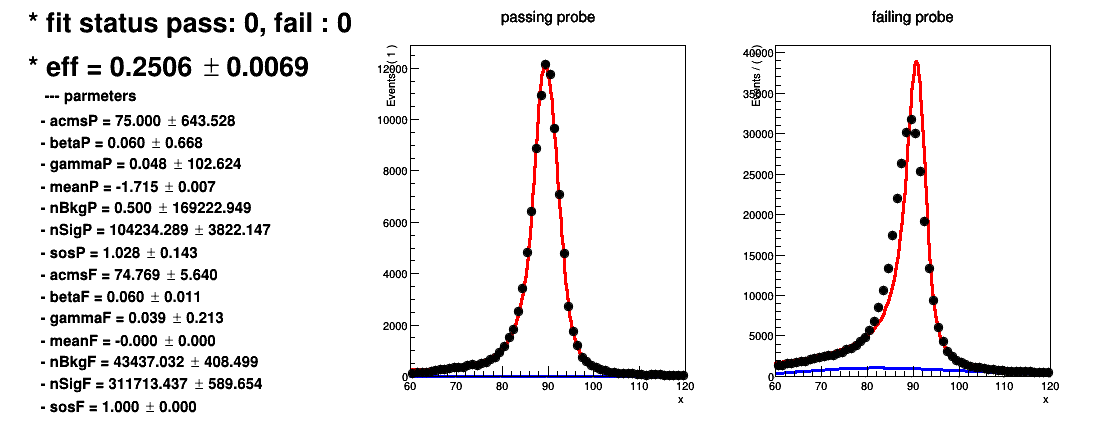 * fit status pass: 0, fail : 0
* eff = 0.2506 ± 0.0069
--- parmeters
- acmsP = 75.000 ± 643.528
- betaP = 0.060 ± 0.668
- gammaP = 0.048 ± 102.624
- meanP = -1.715 ± 0.007
- nBkgP = 0.500 ± 169222.949
- nSigP = 104234.289 ± 3822.147
- sosP = 1.028 ± 0.143
- acmsF = 74.769 ± 5.640
- betaF = 0.060 ± 0.011
- gammaF = 0.039 ± 0.213
- meanF = -0.000 ± 0.000
- nBkgF = 43437.032 ± 408.499
- nSigF = 311713.437 ± 589.654
- sosF = 1.000 ± 0.000
passing probe
Events / ( 1 )
12000
10000
8000
6000
4000
2000
0
60 70 80 90 100 110 120
x
failing probe
Events / ( 
40000
35000
30000
25000
20000
15000
10000
5000
0
60 70 80 90 100 110 120
x